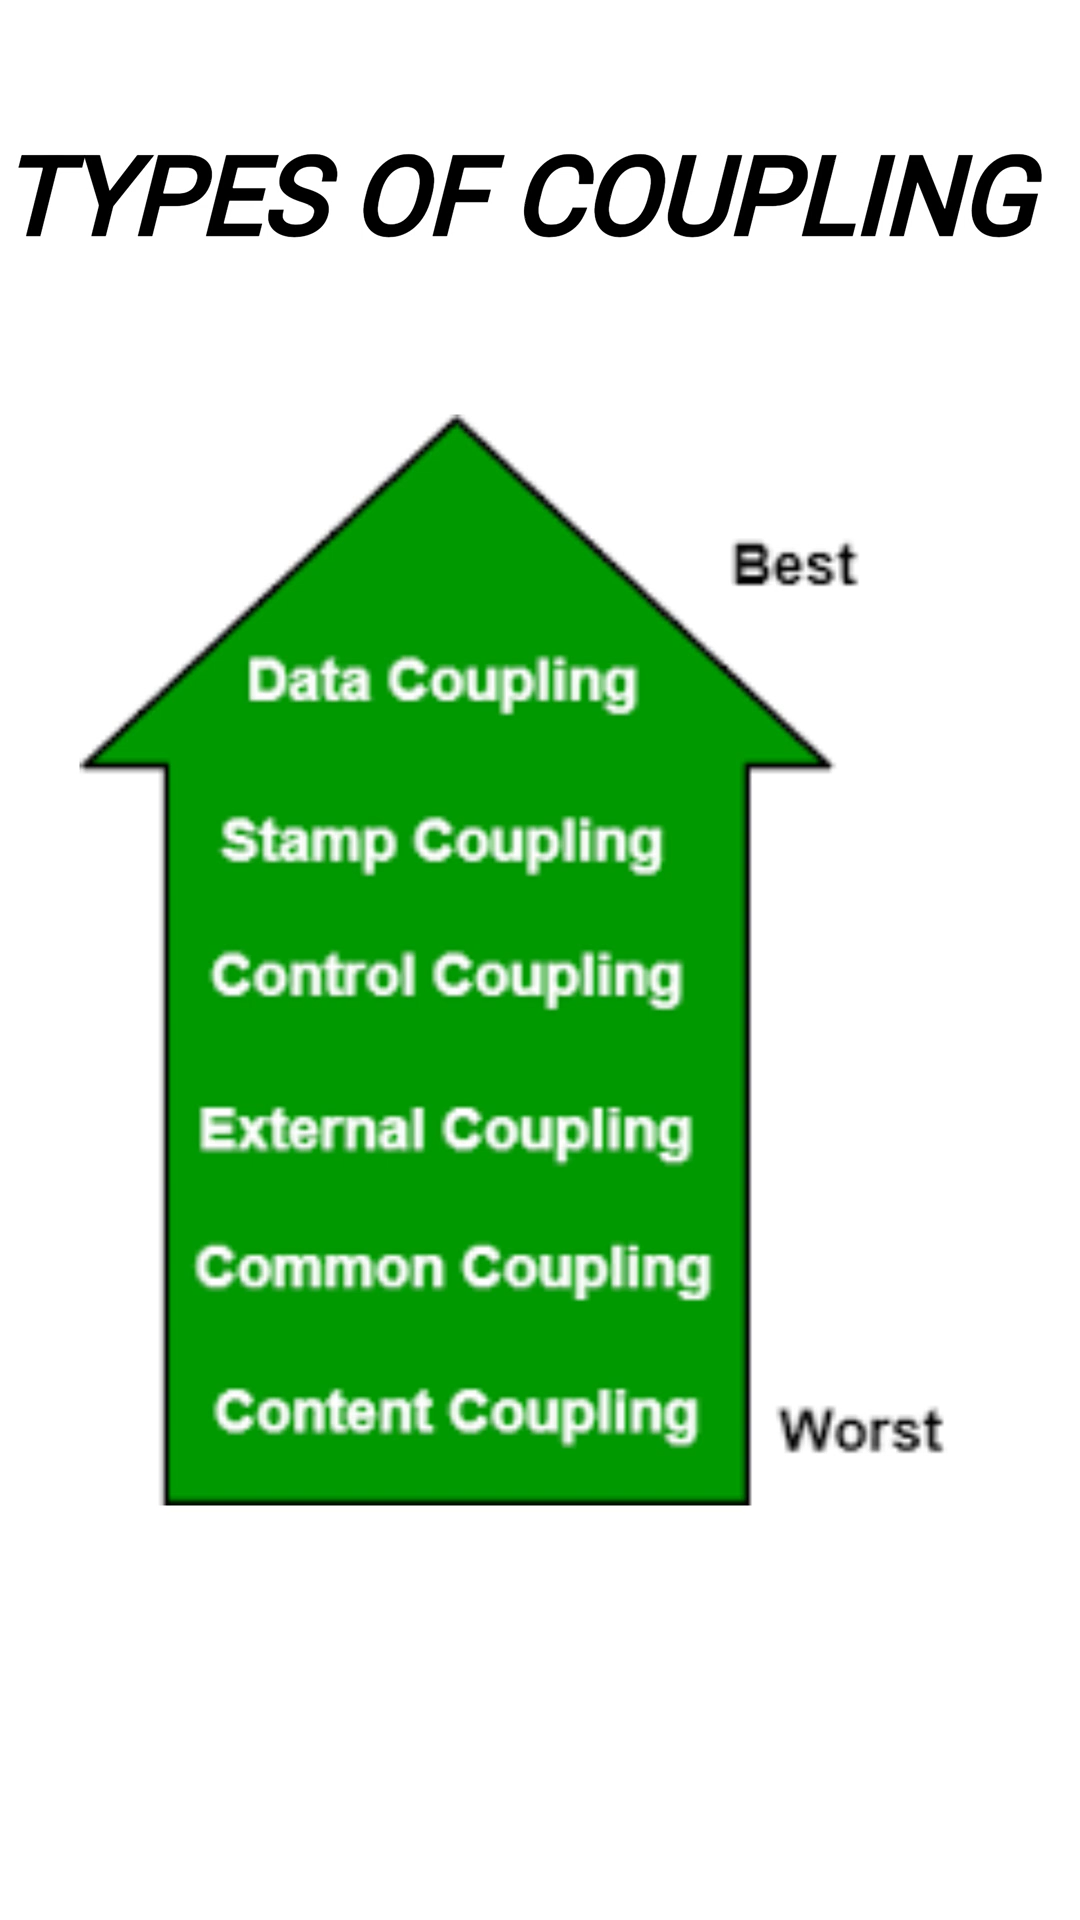 TYPES OF COUPLING
Best
Data Coupling
Stamp Coupling
Control Coupling
External Coupling
Common Coupling
Content Coupling
Worst